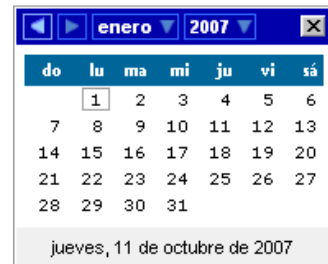 enero 2007
do lu ma mi ju vi sá
1 2 3 4 5 6
7 8 9 10 11 12 13
14 15 16 17 18 19 20
21 22 23 24 25 26 27
28 29 30 31
jueves, 11 de octubre de 2007